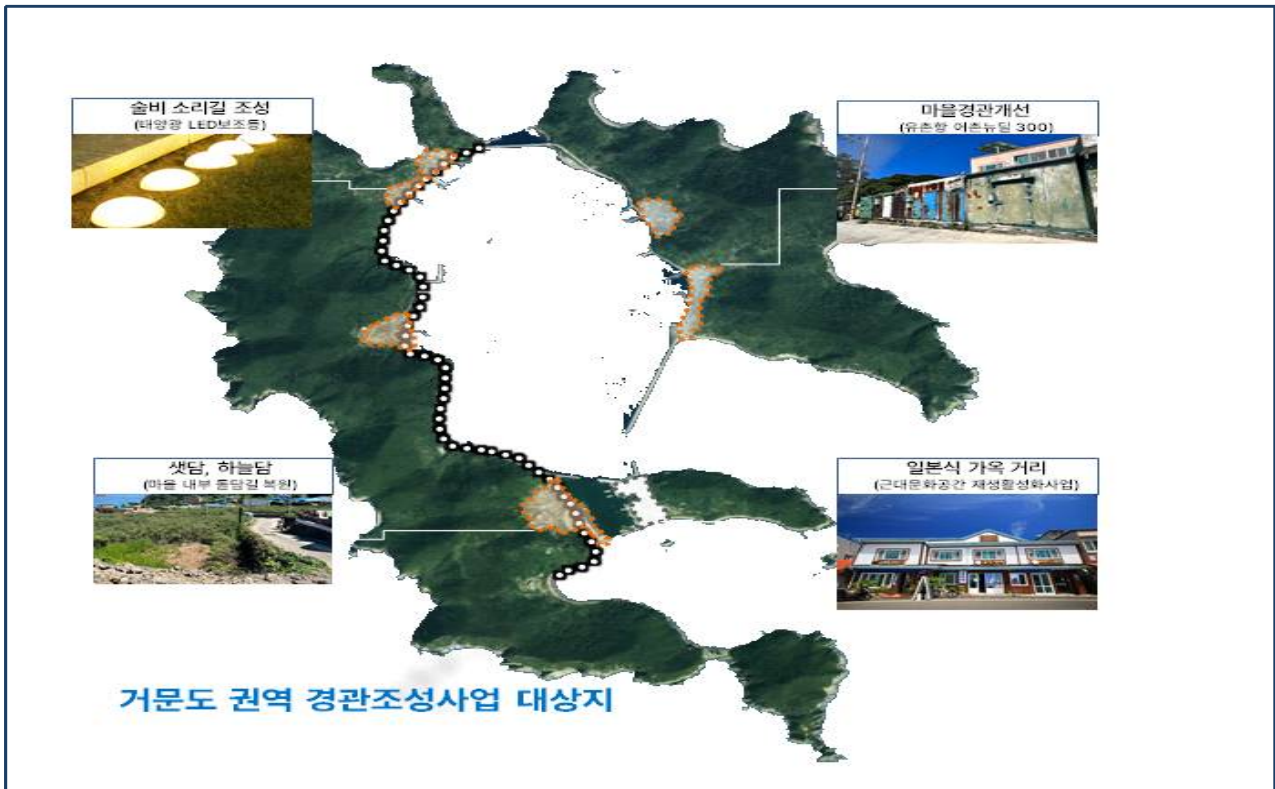 술비 소리길 조성
(태양광 LED보조등)
마을경관개선
(유촌항 어촌뉴딜 300)
샛담, 하늘담
(마을 내부 돌담길 복원)
일본식 가옥 거리
(근대문화공간 재생활성화사업)
거문도 권역 경관조성사업 대상지